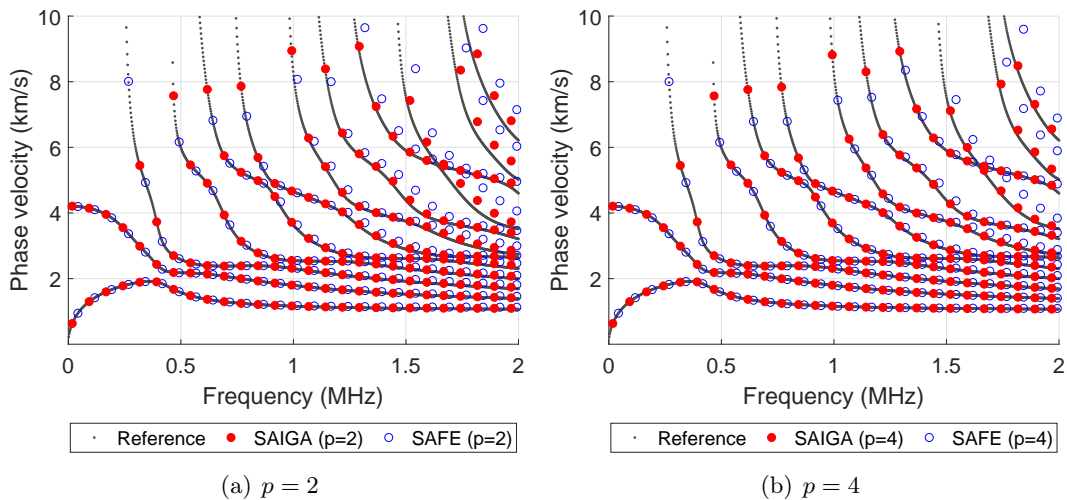 10
9
8
6
4
2
Phase velocity (km/s)
0
0.5
1
1.5
2
Frequency (MHz)
Reference
SAIGA (p=2)
SAFE (p=2)
(a) p = 2
10
9
8
6
4
2
Phase velocity (km/s)
0
0.5
1
1.5
2
Frequency (MHz)
Reference
SAIGA (p=4)
SAFE (p=4)
(b) p = 4